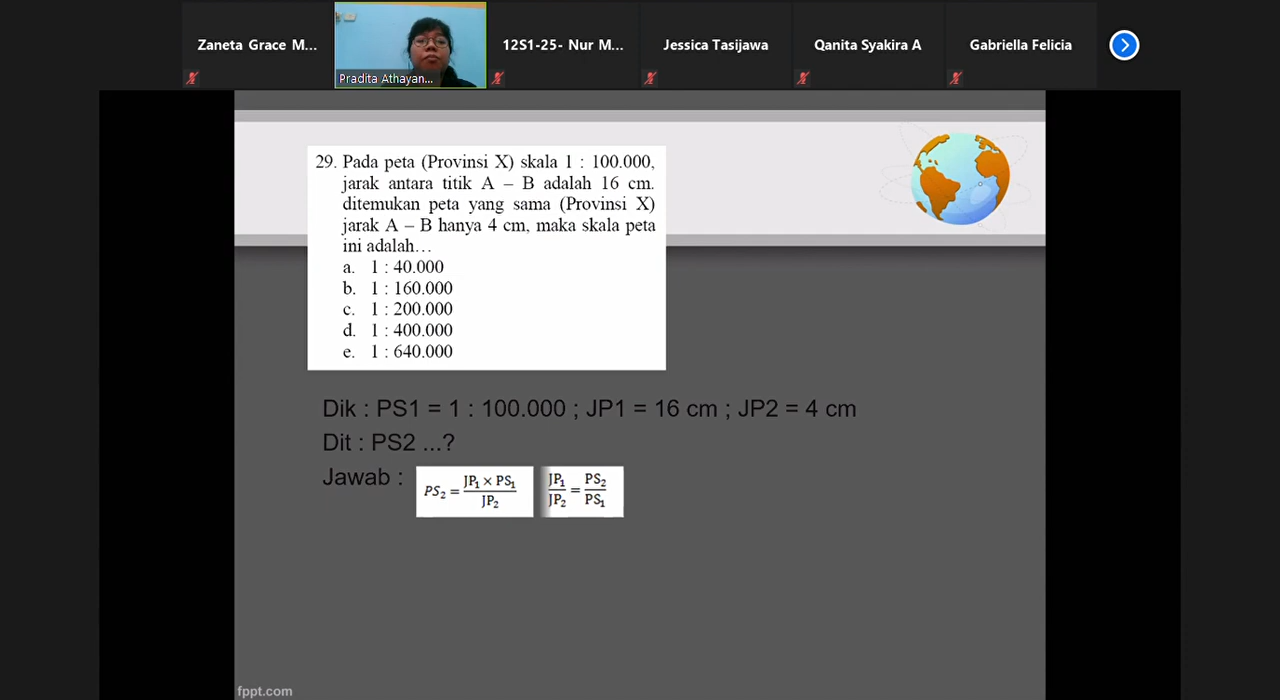 Zaneta Grace M...
Pradita Athayan...
12S1-25- Nur M...
Jessica Tasijawa
Qanita Syakira A
Gabriella Felicia
29. Pada peta (Provinsi X) skala 1 : 100.000,
jarak antara titik A – B adalah 16 cm.
ditemukan peta yang sama (Provinsi X)
jarak A – B hanya 4 cm, maka skala peta
ini adalah…
a. 1 : 40.000
b. 1 : 160.000
c. 1 : 200.000
d. 1 : 400.000
e. 1 : 640.000
Dik : PS1 = 1 : 100.000 ; JP1 = 16 cm ; JP2 = 4 cm
Dit : PS2 ...?
Jawab : PS₂ = JP₁ × PS₁ / JP₂ JP₁ / JP₂ = PS₂ / PS₁
fppt.com